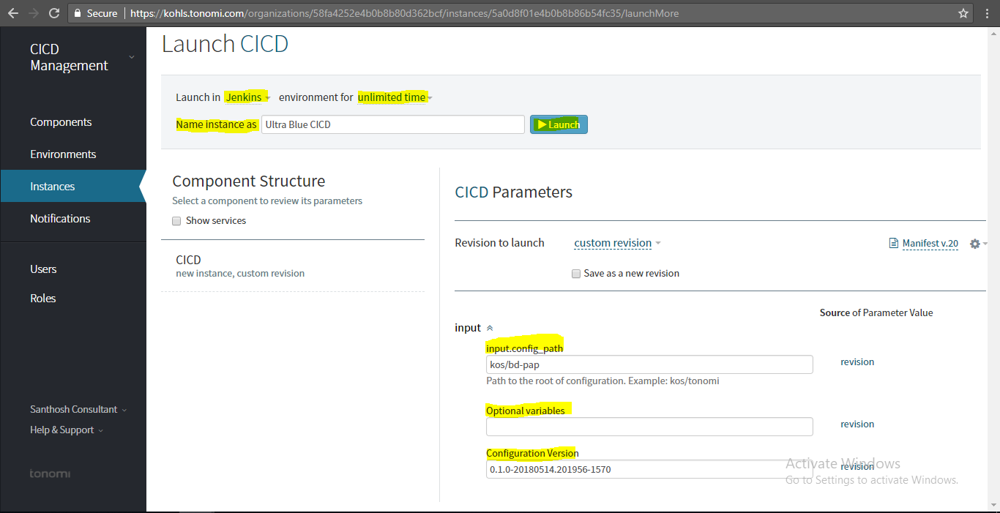 Secure https://kohls.tonomi.com/organizations/58fa4252e4b0b8b80d362bcf/instances/5a0d8f01e4b0b8b86b54fc35/launchMore
CICD
Management
Components
Environments
Instances
Notifications
Users
Roles
Santhosh Consultant
Help & Support
tonomi
Launch CICD
Launch in Jenkins environment for unlimited time
Name instance as Ultra Blue CICD Launch
Component Structure
Select a component to review its parameters
Show services
CICD
new instance, custom revision
CICD Parameters
Revision to launch custom revision Manifest v.20
Save as a new revision
Source of Parameter Value
input
input.config_path
kos/bd-pap revision
Path to the root of configuration. Example: kos/tonomi
Optional variables
revision
Configuration Version
0.1.0-20180514.201956-1570 revision
Activate Windows
Go to Settings to activate Windows.